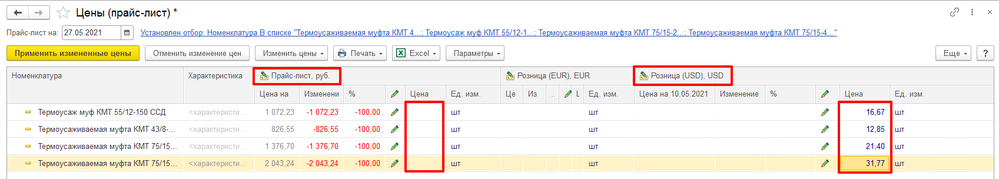 Цены (прайс-лист) *
Прайс-лист на: 27.05.2021 Установлен отбор: Номенклатура В списке "Термоусаживаемая муфта КМТ 4...; Термоусаж муф КМТ 55/12-1...; Термоусаживаемая муфта КМТ 75/15-2...; Термоусаживаемая муфта КМТ 75/15-4..."
Применить измененные цены Отменить изменение цен Изменить цены Печать Excel Параметры Еще ?
Номенклатура Характеристика Прайс-лист, руб. Розница (EUR), EUR Розница (USD), USD
Цена на Изменени % Цена Ед. изм. Це Из .. Ц Ед. изм. Цена на 10.05.2021 Изменение % Цена Ед. изм.
Термоусаж муф КМТ 55/12-150 ССД <характеристи... 1 072,23 -1 072,23 -100,00 шт шт 16,67 шт
Термоусаживаемая муфта КМТ 43/8-... <характеристи... 826,55 -826,55 -100,00 шт шт 12,85 шт
Термоусаживаемая муфта КМТ 75/15... <характеристи... 1 376,70 -1 376,70 -100,00 шт шт 21,40 шт
Термоусаживаемая муфта КМТ 75/15... <характеристи... 2 043,24 -2 043,24 -100,00 шт шт 31,77 шт